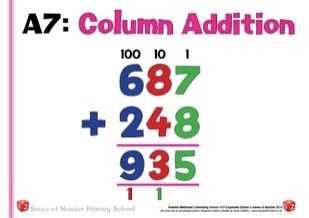 A7: Column Addition
100 10 1
687
+ 248
935
1 1
Sense of Number Primary School